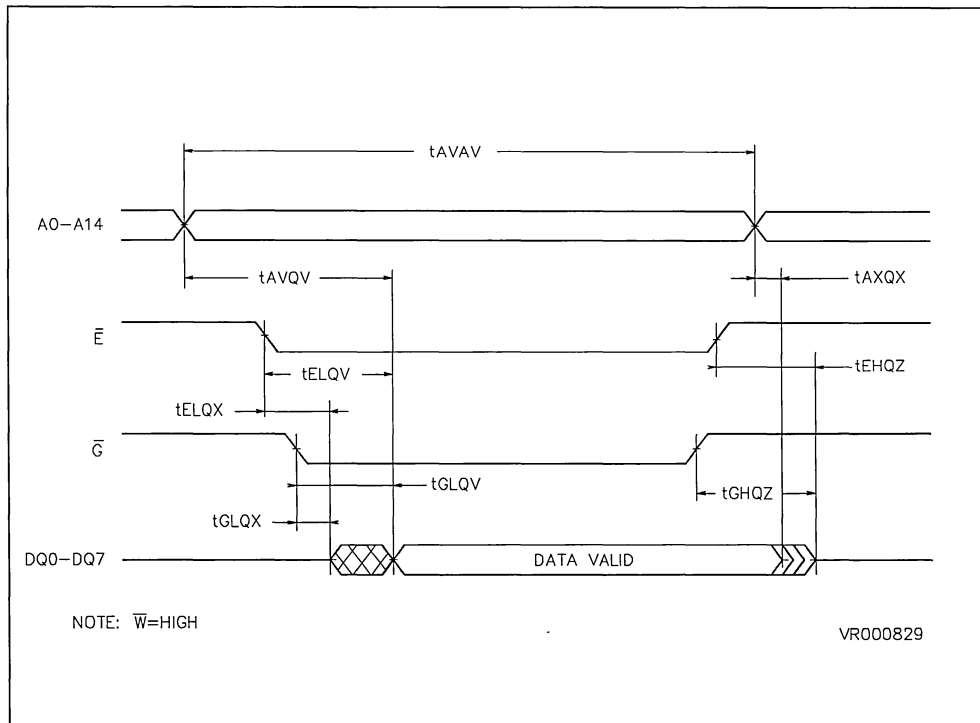 tAVAV
A0-A14
tAVQV
tAXQX
E̅
tELQV
tEHQZ
tELQX
G̅
tGLQV
tGHQZ
tGLQX
DQ0-DQ7
DATA VALID
NOTE: W̅=HIGH
VR000829